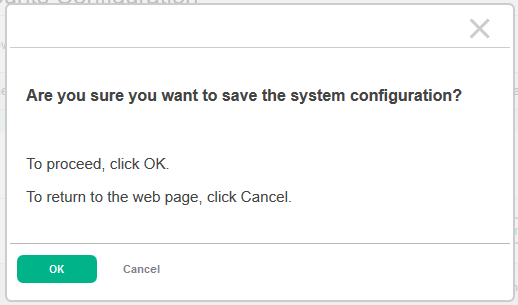 Configuration
Are you sure you want to save the system configuration?
To proceed, click OK.
To return to the web page, click Cancel.
OK
Cancel